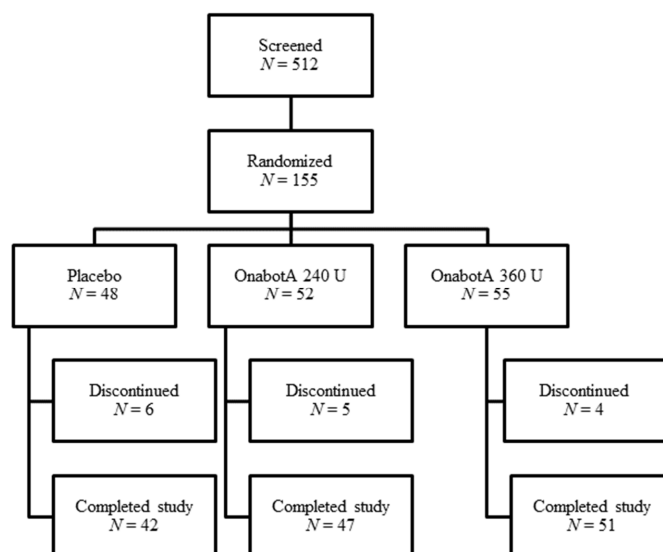 Screened
N = 512
Randomized
N = 155
Placebo
N = 48
OnabotA 240 U
N = 52
OnabotA 360 U
N = 55
Discontinued
N = 6
Discontinued
N = 5
Discontinued
N = 4
Completed study
N = 42
Completed study
N = 47
Completed study
N = 51